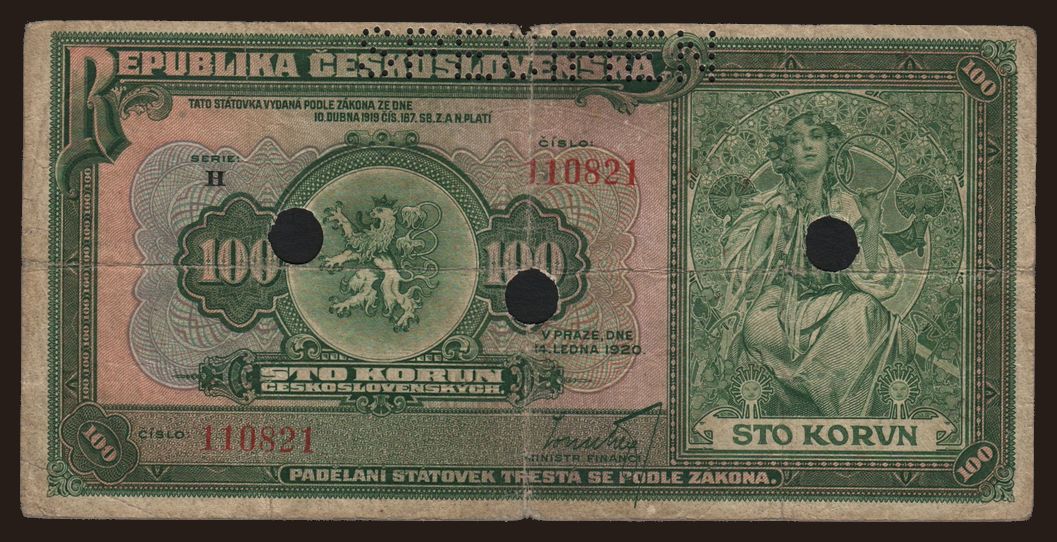 REPUBLIKA ČESKOSLOVENSKÁ
100
TATO STÁTOVKA VYDANÁ PODLE ZÁKONA ZE DNE
10. DUBNA 1919 ČÍS. 187. SB. Z. A N. PLATÍ
SERIE:
H
ČÍSLO:
110821
100
100
V PRAZE, DNE
14. LEDNA 1920.
STO KORUN
ČESKOSLOVENSKÝCH.
ČÍSLO: 110821
MINISTR FINANCÍ
STO KORVN
100
PADĚLÁNÍ STÁTOVEK TRESTÁ SE PODLE ZÁKONA.
100